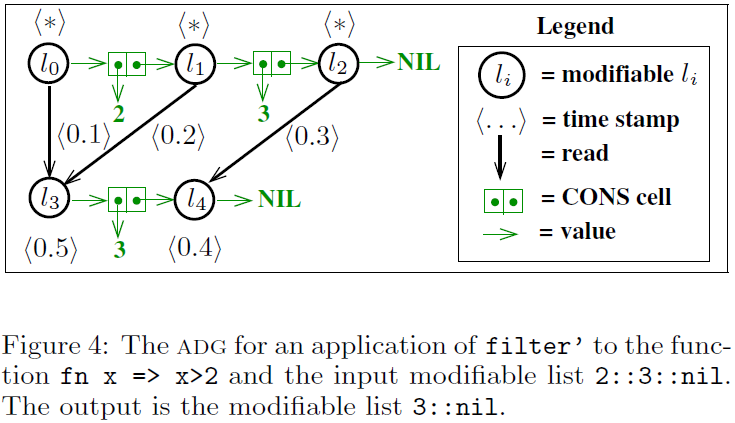 ⟨*⟩ ⟨*⟩ ⟨*⟩ Legend
l0 l1 l2 NIL
li = modifiable li
2 3
⟨...⟩ = time stamp
⟨0.1⟩ ⟨0.2⟩ ⟨0.3⟩
= read
l3 l4 NIL
= CONS cell
3
⟨0.5⟩ ⟨0.4⟩
= value
Figure 4: The ADG for an application of filter’ to the func-
tion fn x => x>2 and the input modifiable list 2::3::nil.
The output is the modifiable list 3::nil.